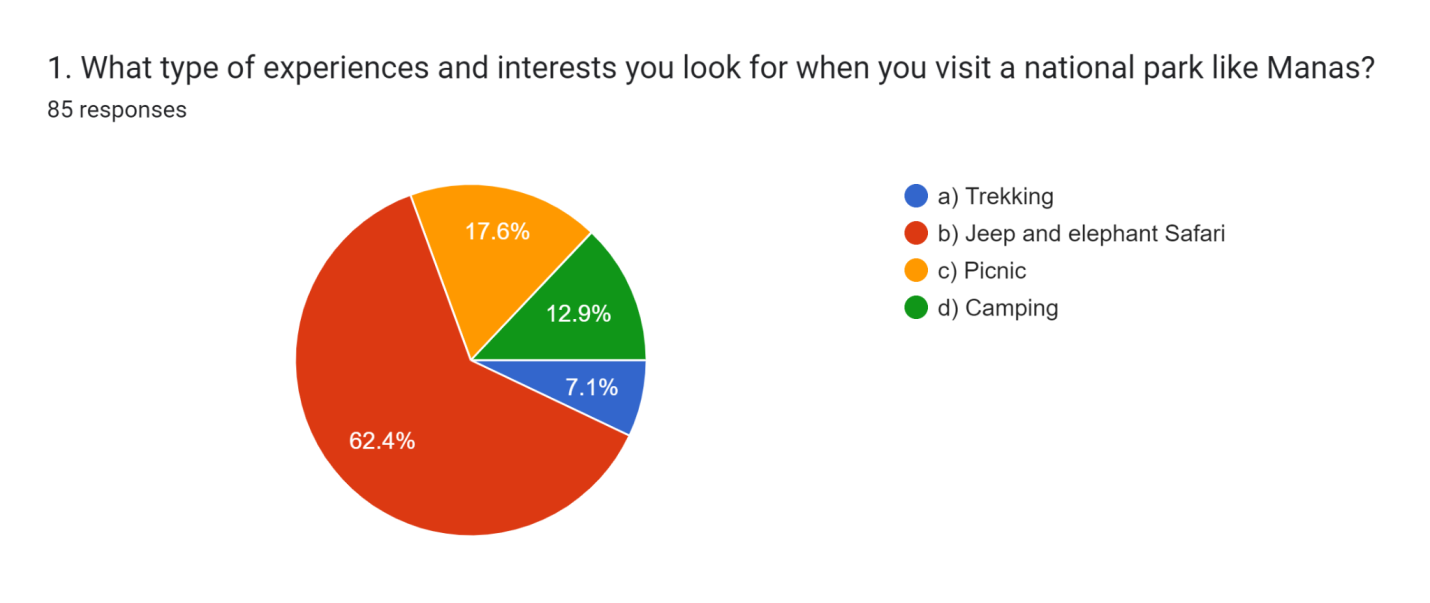 1. What type of experiences and interests you look for when you visit a national park like Manas?
85 responses
17.6%
12.9%
7.1%
62.4%
a) Trekking
b) Jeep and elephant Safari
c) Picnic
d) Camping